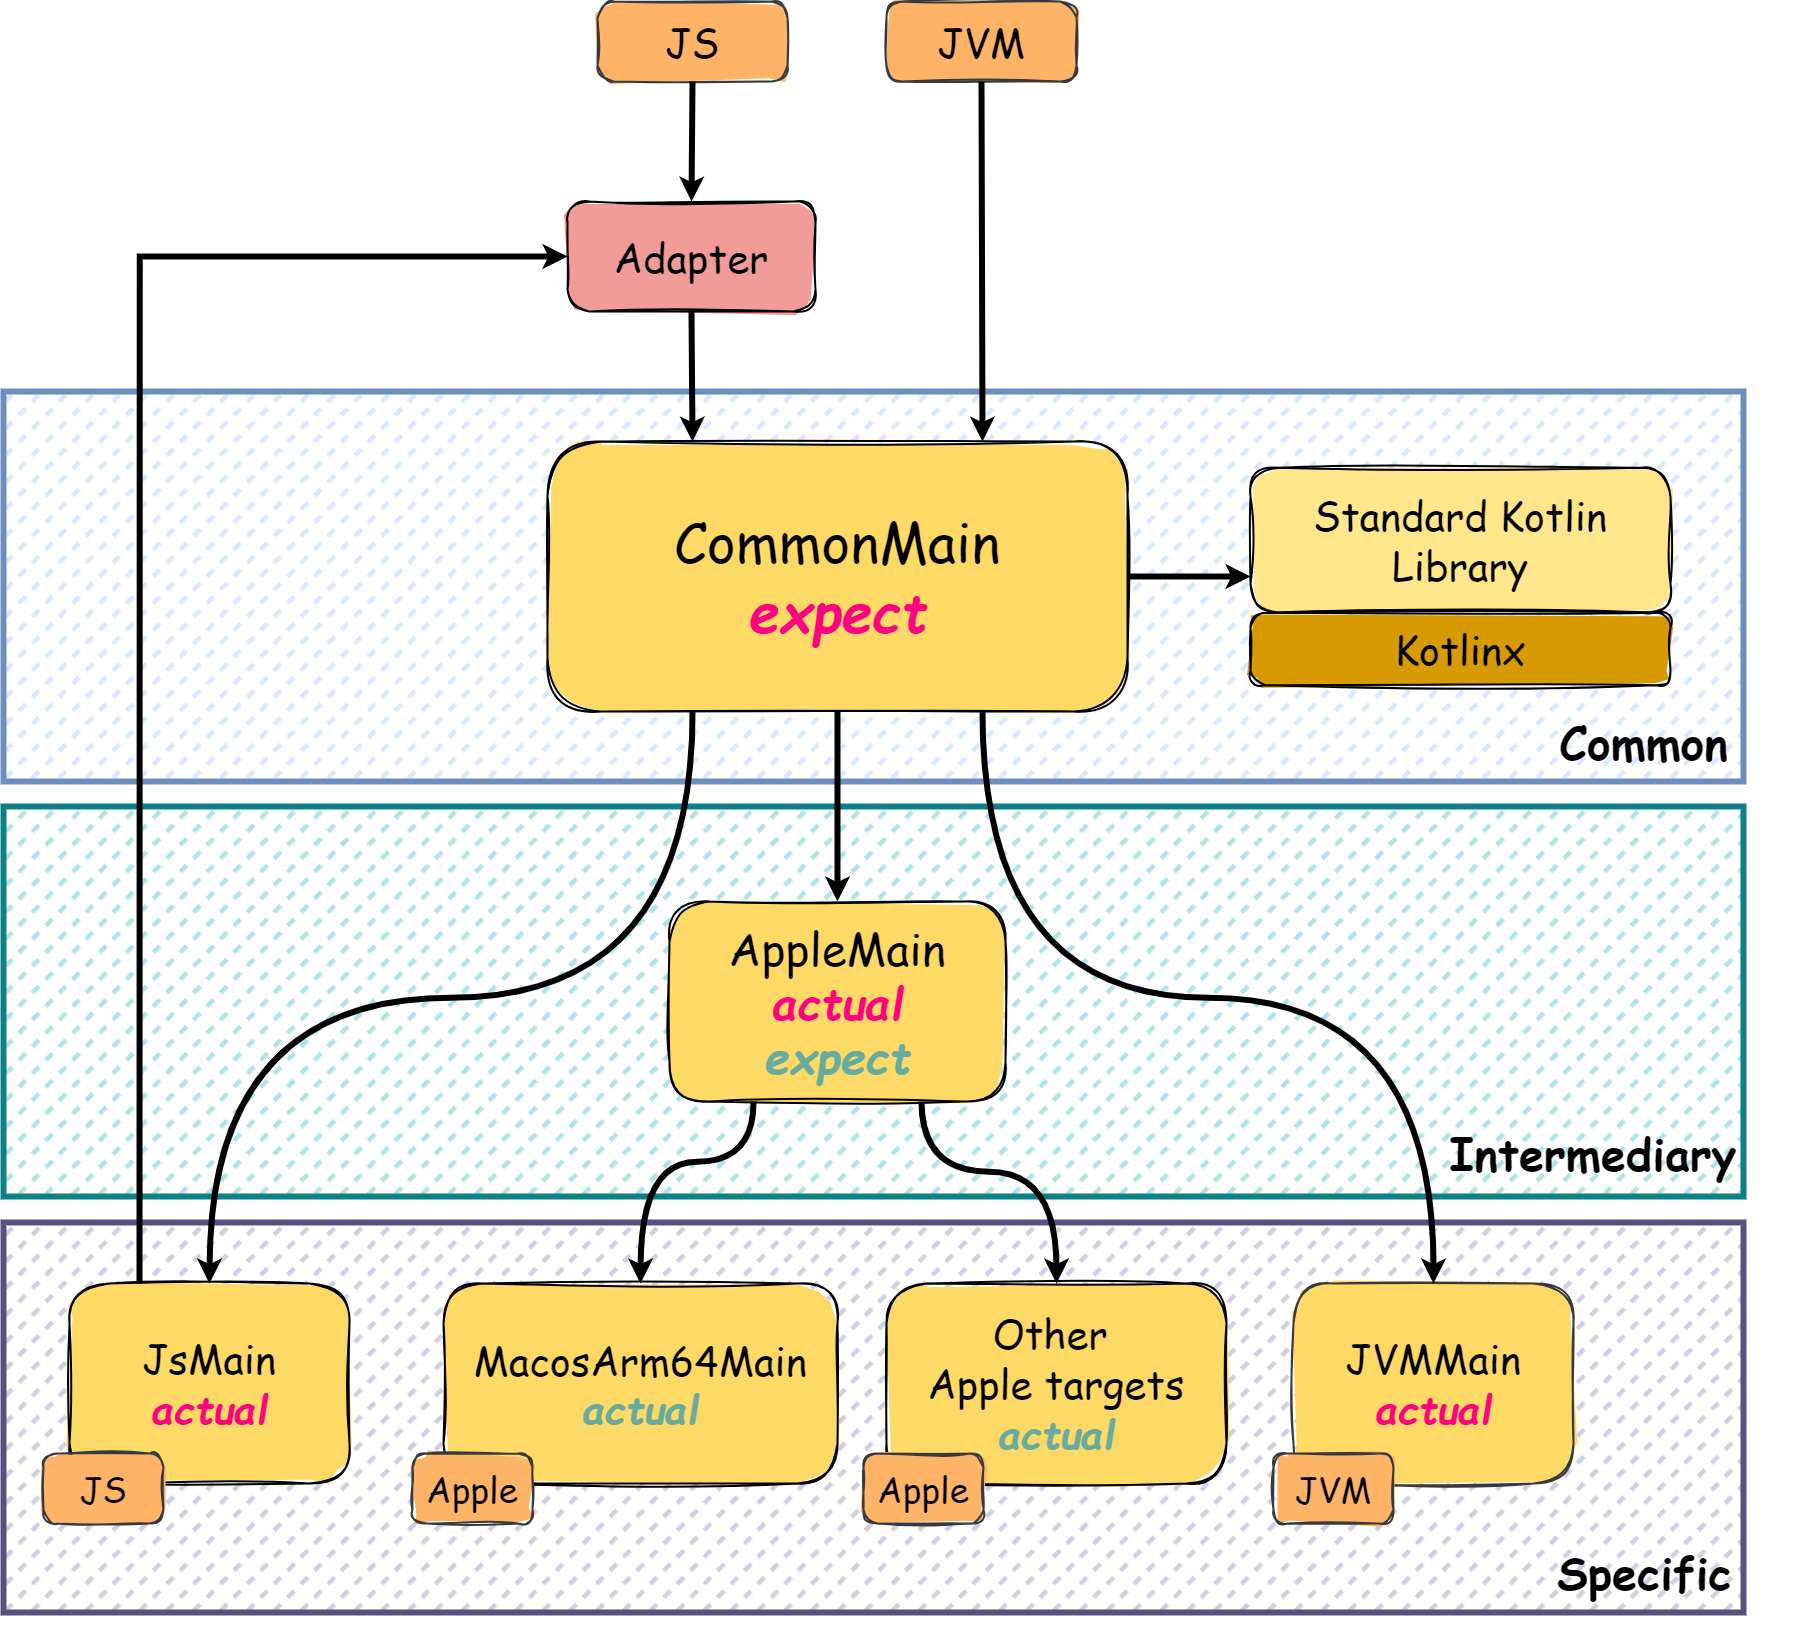 JS
JVM
Adapter
CommonMain
expect
Standard Kotlin
Library
Kotlinx
Common
AppleMain
actual
expect
Intermediary
JsMain
actual
JS
MacosArm64Main
actual
Apple
Other
Apple targets
actual
Apple
JVMMain
actual
JVM
Specific